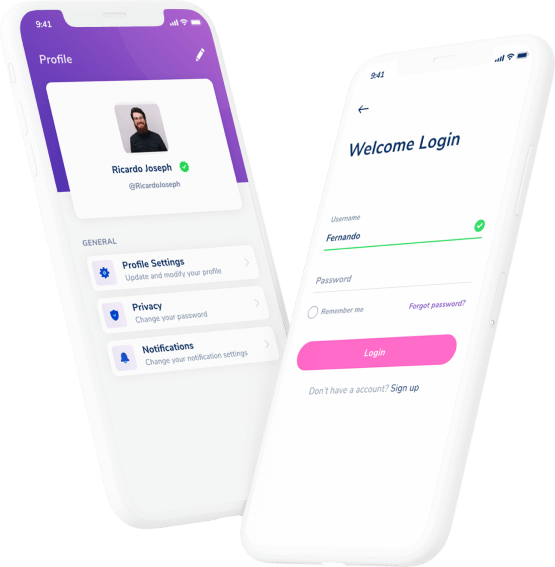 9:41
Profile
Ricardo Joseph
@RicardoJoseph
GENERAL
Profile Settings
Update and modify your profile
Privacy
Change your password
Notifications
Change your notification settings
9:41
Welcome Login
Username
Fernando
Password
Remember me
Forgot password?
Login
Don't have a account? Sign up